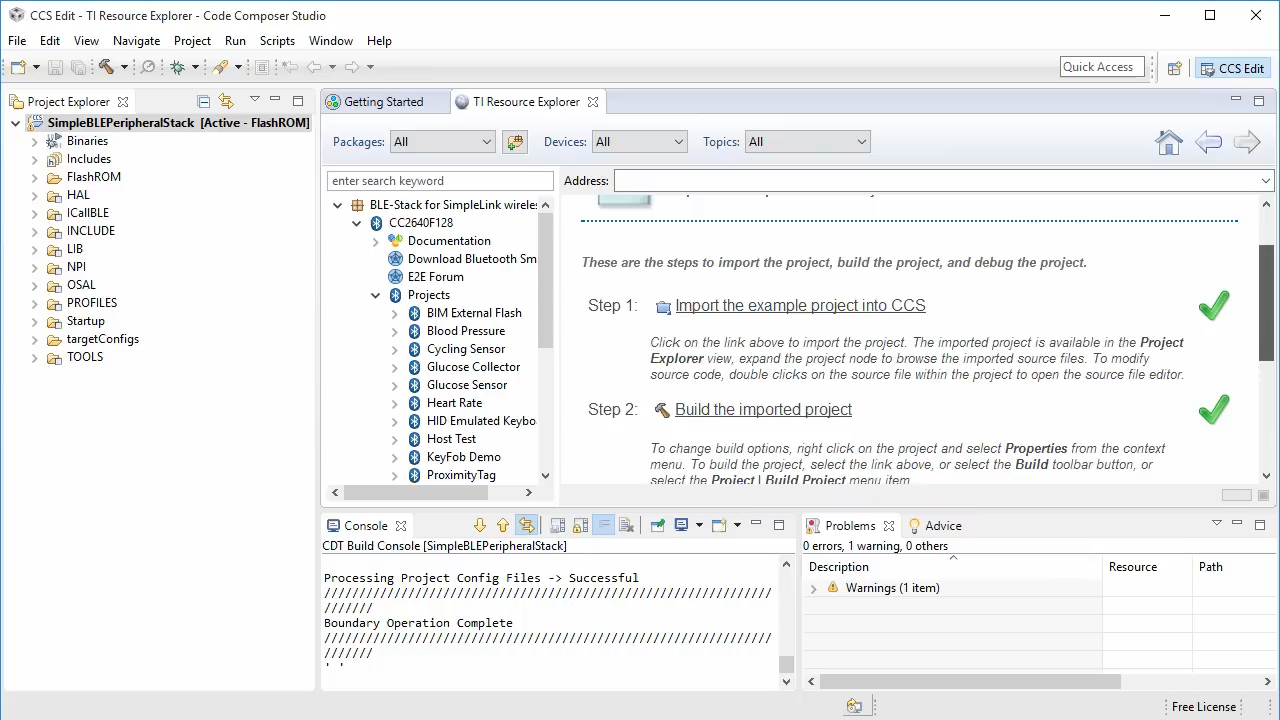 CCS Edit - TI Resource Explorer - Code Composer Studio
File Edit View Navigate Project Run Scripts Window Help
Quick Access
CCS Edit
Project Explorer
SimpleBLEPeripheralStack [Active - FlashROM]
Binaries
Includes
FlashROM
HAL
ICallBLE
INCLUDE
LIB
NPI
OSAL
PROFILES
Startup
targetConfigs
TOOLS
Getting Started
TI Resource Explorer
Packages: All
Devices: All
Topics: All
enter search keyword
Address:
BLE-Stack for SimpleLink wirele
CC2640F128
Documentation
Download Bluetooth Sm
E2E Forum
Projects
BIM External Flash
Blood Pressure
Cycling Sensor
Glucose Collector
Glucose Sensor
Heart Rate
HID Emulated Keybo
Host Test
KeyFob Demo
ProximityTag
These are the steps to import the project, build the project, and debug the project.
Step 1: Import the example project into CCS
Click on the link above to import the project. The imported project is available in the Project
Explorer view, expand the project node to browse the imported source files. To modify
source code, double clicks on the source file within the project to open the source file editor.
Step 2: Build the imported project
To change build options, right click on the project and select Properties from the context
menu. To build the project, select the link above, or select the Build toolbar button, or
select the Project | Build Project menu item
Console
CDT Build Console [SimpleBLEPeripheralStack]
Processing Project Config Files -> Successful
////////////////////////////////////////////////////////////////
///////
Boundary Operation Complete
////////////////////////////////////////////////////////////////
///////
' '
Problems
Advice
0 errors, 1 warning, 0 others
Description Resource Path
Warnings (1 item)
Free License